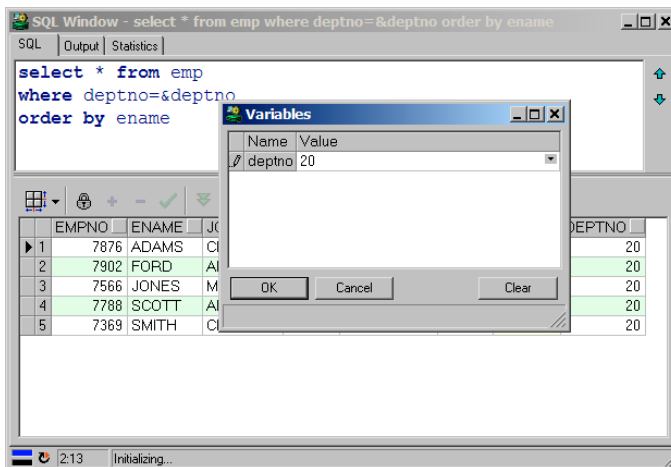 SQL Window - select * from emp where deptno=&deptno order by ename
SQL Output Statistics
select * from emp
where deptno=&deptno
order by ename
Variables
Name Value
deptno 20
OK Cancel Clear
EMPNO ENAME DEPTNO
1 7876 ADAMS 20
2 7902 FORD 20
3 7566 JONES 20
4 7788 SCOTT 20
5 7369 SMITH 20
2:13 Initializing...